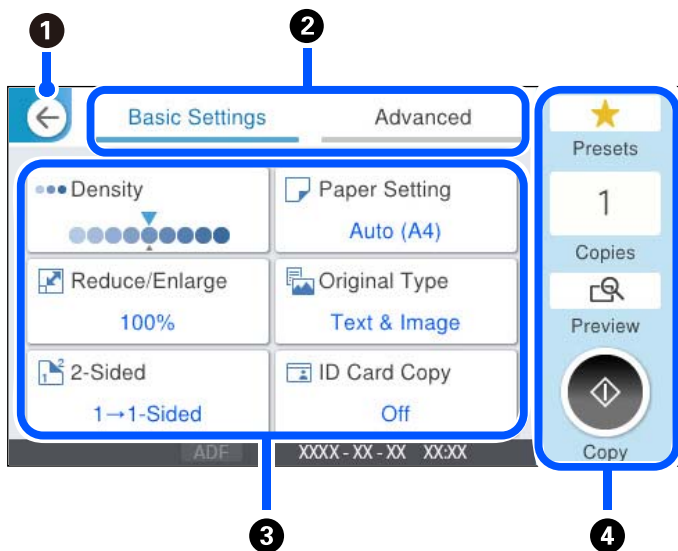 1
2
Basic Settings
Advanced
Presets
Density
Paper Setting
Auto (A4)
1
Copies
Reduce/Enlarge
100%
Original Type
Text & Image
Preview
1 2
2-Sided
1→1-Sided
ID Card Copy
Off
ADF
XXXX-XX-XX XX:XX
Copy
3
4